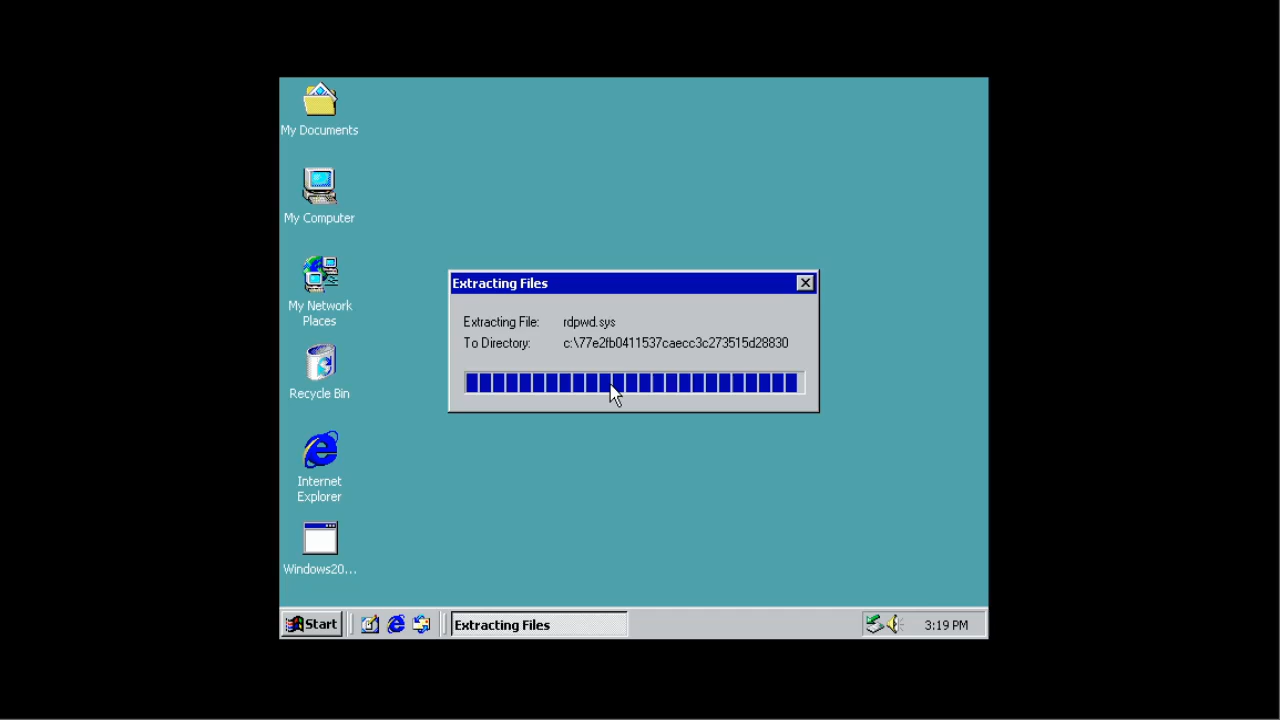 My Documents
My Computer
My Network
Places
Recycle Bin
Internet
Explorer
Windows20...
Extracting Files
Extracting File: rdpwd.sys
To Directory: c:\77e2fb0411537caecc3c273515d28830
Start
Extracting Files
3:19 PM